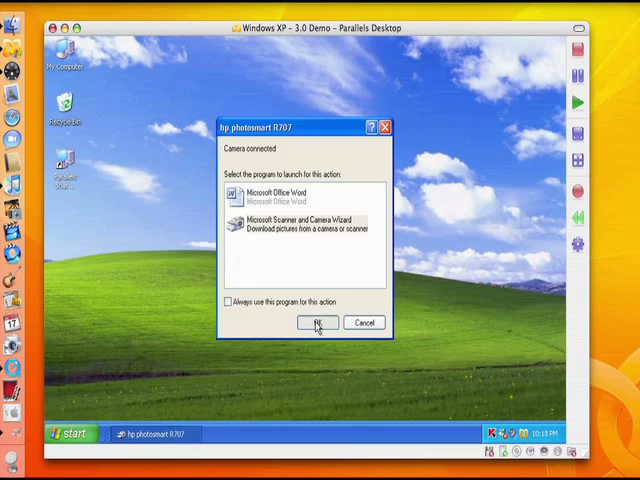 Windows XP - 3.0 Demo - Parallels Desktop
My Computer
Recycle Bin
Parallels
Shar...
hp photosmart R707
Camera connected
Select the program to launch for this action:
Microsoft Office Word
Microsoft Office Word
Microsoft Scanner and Camera Wizard
Download pictures from a camera or scanner
Always use this program for this action
OK
Cancel
17
start
hp photosmart R707
10:18 PM